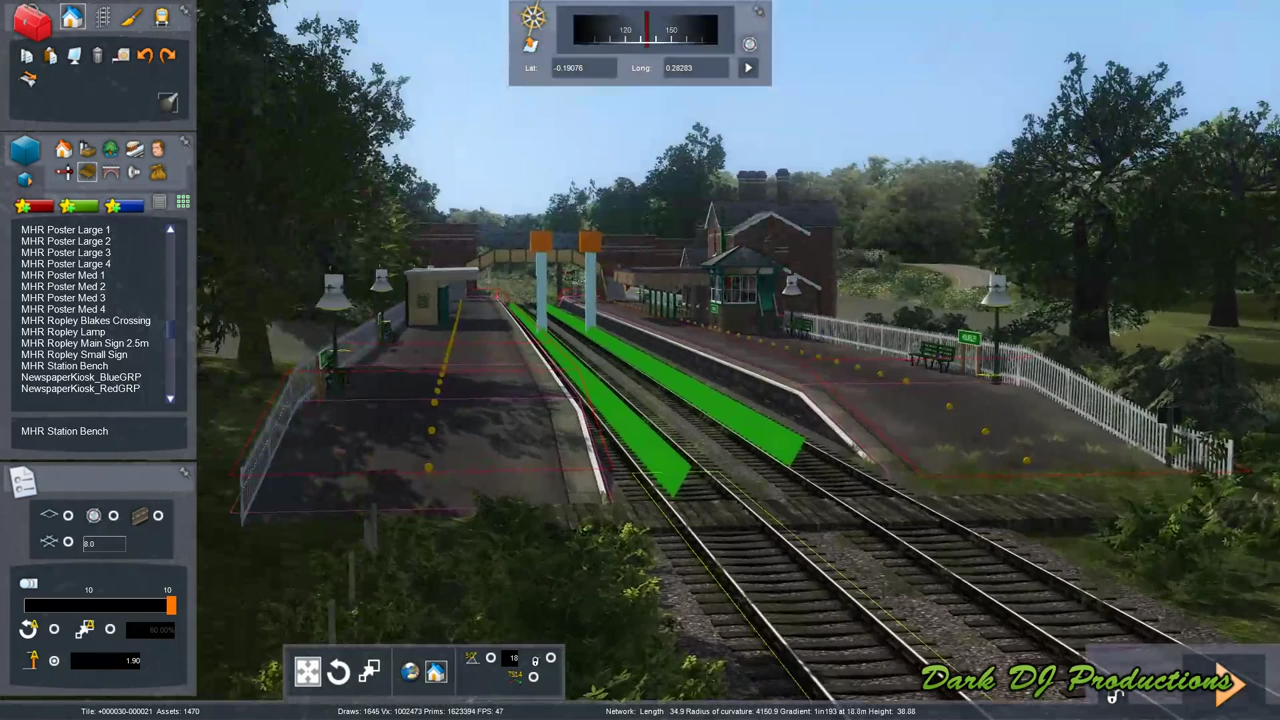 120 150
Lat: -0.19076 Long: 0.28283
MHR Poster Large 1
MHR Poster Large 2
MHR Poster Large 3
MHR Poster Large 4
MHR Poster Med 1
MHR Poster Med 2
MHR Poster Med 3
MHR Poster Med 4
MHR Ropley Blakes Crossing
MHR Ropley Lamp
MHR Ropley Main Sign 2.5m
MHR Ropley Small Sign
MHR Station Bench
NewspaperKiosk_BlueGRP
NewspaperKiosk_RedGRP
MHR Station Bench
8.0
10 10
60.00%
1.90
18
TS14
Dark DJ Productions
Tile: +000030-000021 Assets: 1470
Draws: 1645 Vx: 1002473 Prims: 1623394 FPS: 47
Network: Length 34.9 Radius of curvature: 4150.9 Gradient: 1in193 at 18.8m Height: 38.88